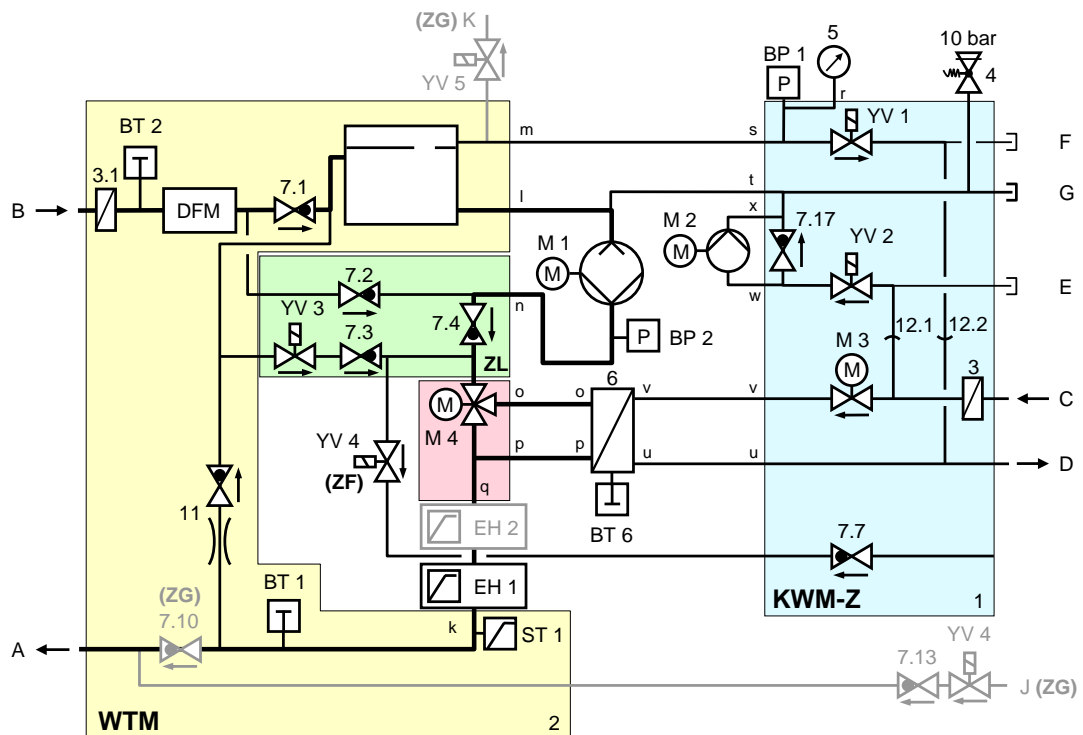 (ZG) K
5
10 bar
BP 1
4
YV 5
P
r
BT 2
m
s
YV 1
F
3.1
7.1
t
G
B
DFM
l
x
M 2
7.17
M 1
M
YV 2
M
7.2
w
E
YV 3
n
7.4
7.3
P
BP 2
12.1
12.2
M 3
ZL
6
M
3
M
o
o
v
v
C
YV 4
M 4
(ZF)
p
p
u
u
D
q
11
EH 2
BT 6
7.7
BT 1
EH 1
(ZG)
KWM-Z
1
7.10
k
ST 1
YV 4
A
7.13
J (ZG)
WTM
2